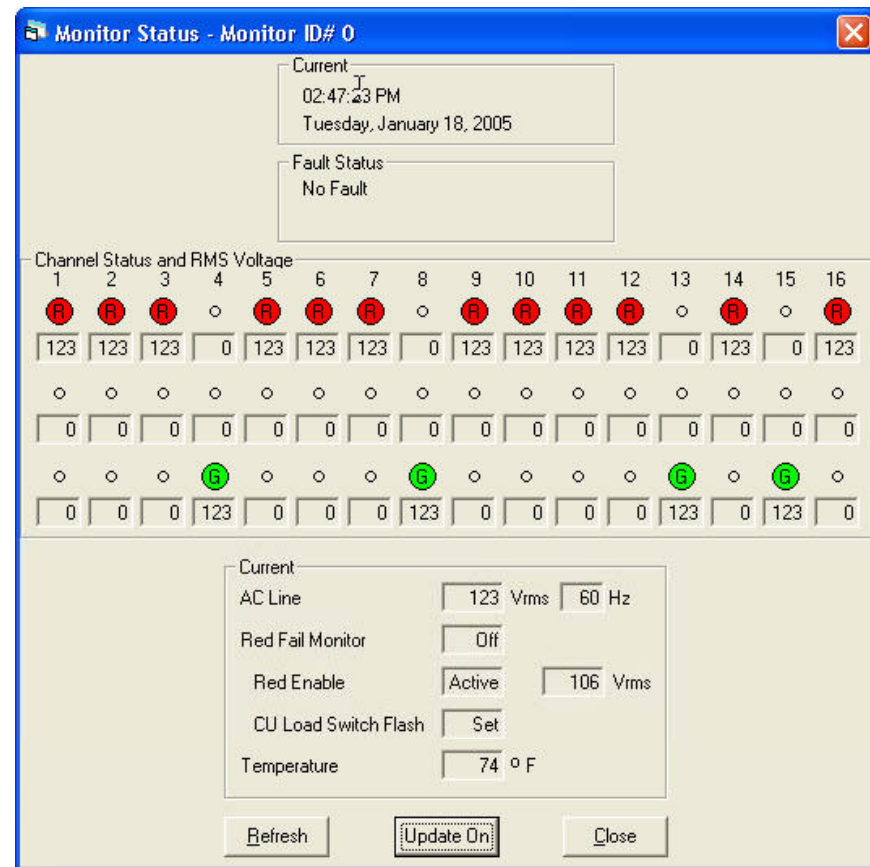 Monitor Status - Monitor ID# 0
Current
02:47:23 PM
Tuesday, January 18, 2005
Fault Status
No Fault
Channel Status and RMS Voltage
1 2 3 4 5 6 7 8 9 10 11 12 13 14 15 16
R R R R R R R R R R R R
123 123 123 0 123 123 123 0 123 123 123 123 0 123 0 123
0 0 0 0 0 0 0 0 0 0 0 0 0 0 0 0
G G G G
0 0 0 123 0 0 0 123 0 0 0 0 123 0 123 0
Current
AC Line 123 Vrms 60 Hz
Red Fail Monitor Off
Red Enable Active 106 Vrms
CU Load Switch Flash Set
Temperature 74 º F
Refresh Update On Close